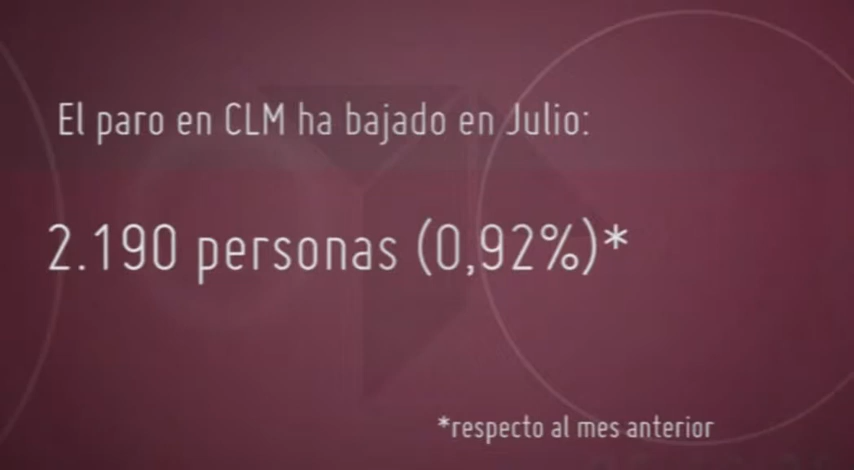 El paro en CLM ha bajado en Julio:
2.190 personas (0,92%)*
*respecto al mes anterior